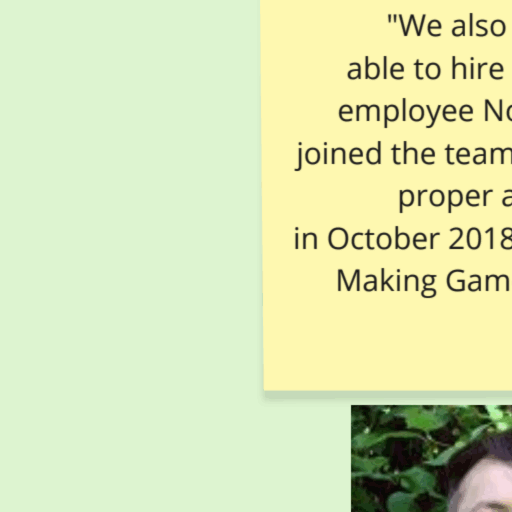 "We also
able to hire
employee No
joined the team
proper a
in October 2018
Making Gam